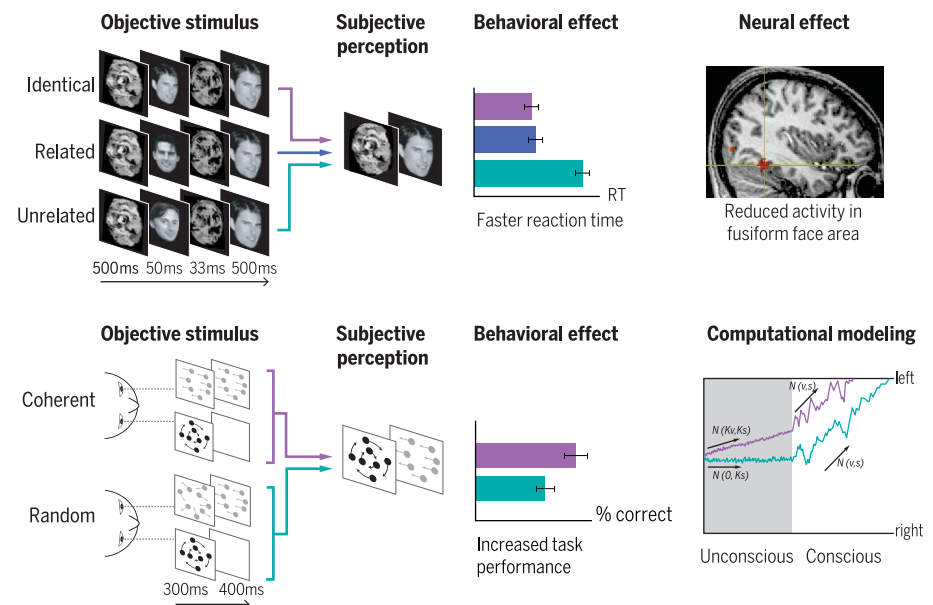 Objective stimulus
Subjective
perception
Behavioral effect
Neural effect
Identical
Related
Unrelated
500ms 50ms 33ms 500ms
RT
Faster reaction time
Reduced activity in
fusiform face area
Objective stimulus
Subjective
perception
Behavioral effect
Computational modeling
Coherent
Random
300ms 400ms
% correct
Increased task
performance
left
N (v,s)
N (Kv,Ks)
N (0, Ks)
N (v,s)
right
Unconscious Conscious